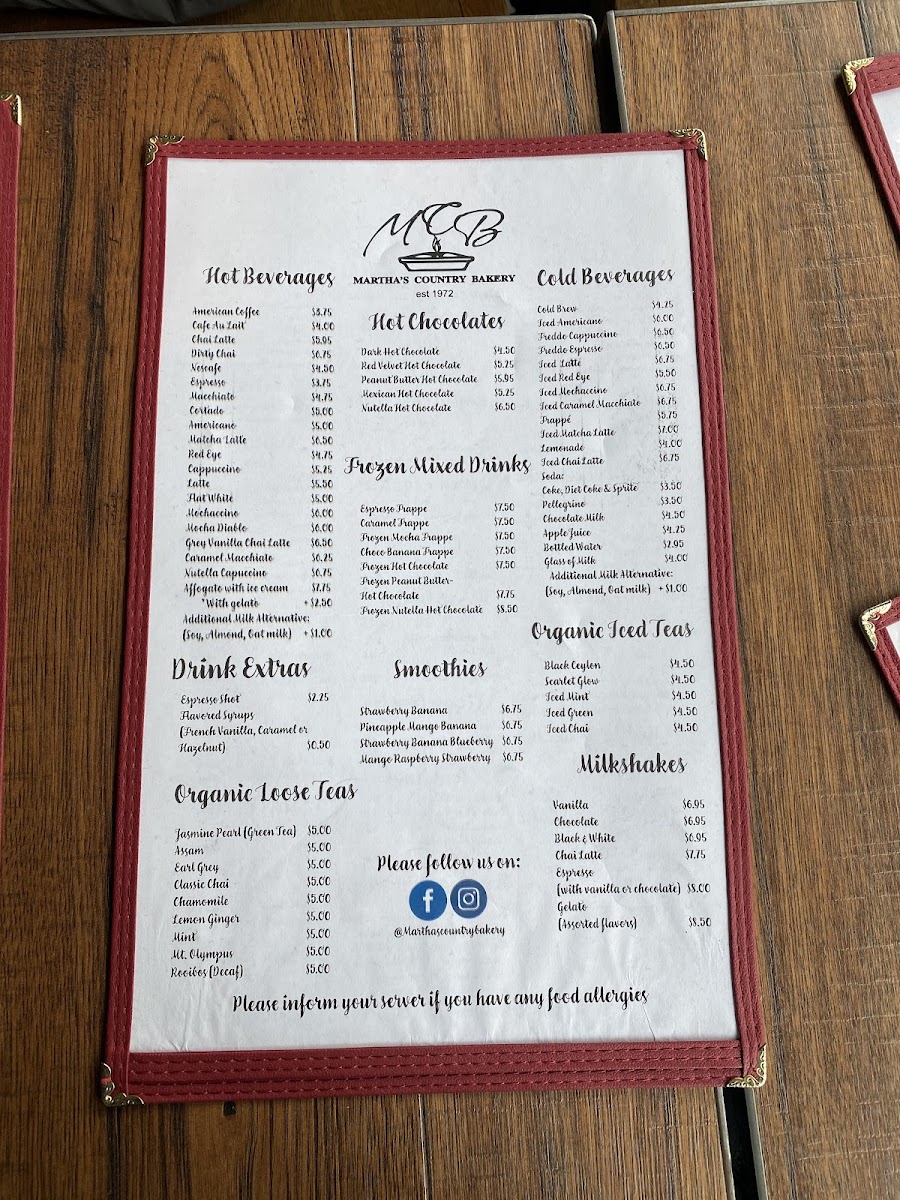 MCB
MARTHA'S COUNTRY BAKERY
est 1972
Hot Beverages
American Coffee $3.75
Cafe Au Lait $4.00
Chai Latte $5.95
Dirty Chai $6.75
Nescafe $4.50
Espresso $3.75
Macchiato $4.75
Cortado $5.00
Americano $5.00
Matcha Latte $6.50
Red Eye $4.75
Cappuccino $5.25
Latte $5.50
Flat White $5.00
Mochaccino $6.00
Mocha Diablo $6.00
Grey Vanilla Chai Latte $6.50
Caramel Macchiato $6.25
Nutella Capuccino $6.75
Affogato with ice cream $7.75
*With gelato + $2.50
Additional Milk Alternative:
(Soy, Almond, Oat milk) + $1.00
Drink Extras
Espresso Shot $2.25
Flavored Syrups
(French Vanilla, Caramel or
Hazelnut) $0.50
Organic Loose Teas
Jasmine Pearl (Green Tea) $5.00
Assam $5.00
Earl Grey $5.00
Classic Chai $5.00
Chamomile $5.00
Lemon Ginger $5.00
Mint $5.00
Mt. Olympus $5.00
Rooibos (Decaf) $5.00
Hot Chocolates
Dark Hot Chocolate $4.50
Red Velvet Hot Chocolate $5.25
Peanut Butter Hot Chocolate $5.95
Mexican Hot Chocolate $5.25
Nutella Hot Chocolate $6.50
Frozen Mixed Drinks
Espresso Frappe $7.50
Caramel Frappe $7.50
Frozen Mocha Frappe $7.50
Choco Banana Frappe $7.50
Frozen Hot Chocolate $7.50
Frozen Peanut Butter-
Hot Chocolate $7.75
Frozen Nutella Hot Chocolate $8.50
Smoothies
Strawberry Banana $6.75
Pineapple Mango Banana $6.75
Strawberry Banana Blueberry $6.75
Mango Raspberry Strawberry $6.75
Please follow us on:
@Marthascountrybakery
Cold Beverages
Cold Brew $4.25
Iced Americano $6.00
Freddo Cappuccino $6.50
Freddo Espresso $6.50
Iced Latte $6.75
Iced Red Eye $5.50
Iced Mochaccino $6.75
Iced Caramel Macchiato $6.75
Frappé $5.75
Iced Matcha Latte $7.00
Lemonade $4.00
Iced Chai Latte $6.75
Soda:
Coke, Diet Coke & Sprite $3.50
Pellegrino $3.50
Chocolate Milk $4.50
Apple Juice $4.25
Bottled Water $2.95
Glass of Milk $4.00
Additional Milk Alternative:
(Soy, Almond, Oat milk) + $1.00
Organic Iced Teas
Black Ceylon $4.50
Scarlet Glow $4.50
Iced Mint $4.50
Iced Green $4.50
Iced Chai $4.50
Milkshakes
Vanilla $6.95
Chocolate $6.95
Black & White $6.95
Chai Latte $7.75
Espresso
(with vanilla or chocolate) $8.00
Gelato
(Assorted flavors) $8.50
Please inform your server if you have any food allergies